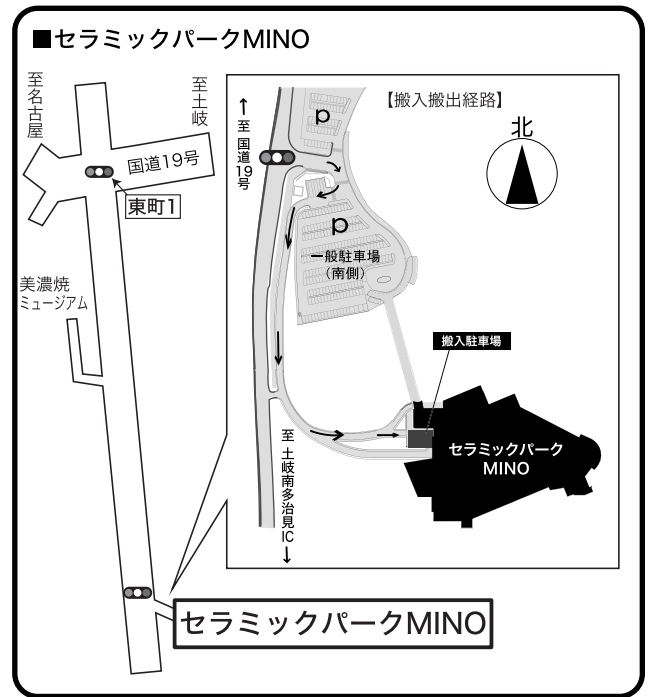 ■セラミックパークMINO
至名古屋
至土岐
国道19号
東町1
美濃焼
ミュージアム
セラミックパークMINO
【搬入搬出経路】
北
↑至 国道19号
p
p
一般駐車場
（南側）
搬入駐車場
セラミックパーク
MINO
至 土岐南多治見IC↓